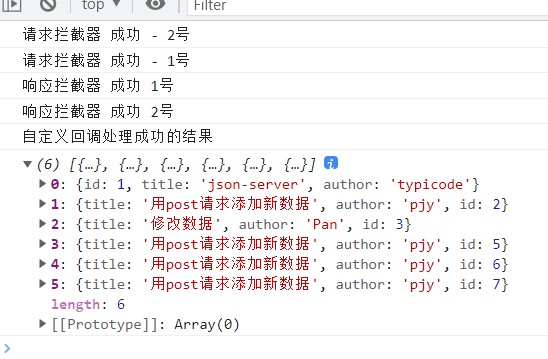 top Filter
请求拦截器 成功 - 2号
请求拦截器 成功 - 1号
响应拦截器 成功 1号
响应拦截器 成功 2号
自定义回调处理成功的结果
(6) [{…}, {…}, {…}, {…}, {…}, {…}] i
0: {id: 1, title: 'json-server', author: 'typicode'}
1: {title: '用post请求添加新数据', author: 'pjy', id: 2}
2: {title: '修改数据', author: 'Pan', id: 3}
3: {title: '用post请求添加新数据', author: 'pjy', id: 5}
4: {title: '用post请求添加新数据', author: 'pjy', id: 6}
5: {title: '用post请求添加新数据', author: 'pjy', id: 7}
length: 6
[[Prototype]]: Array(0)